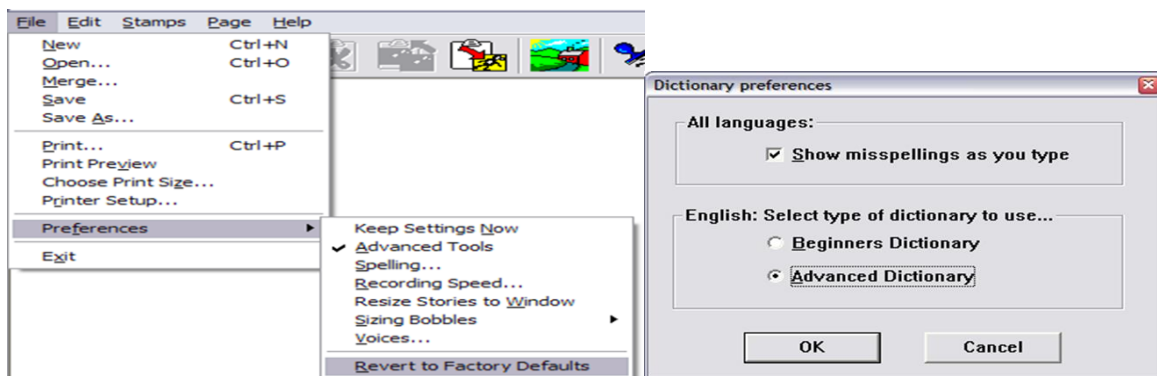 File Edit Stamps Page Help
New Ctrl+N
Open... Ctrl+O
Merge...
Save Ctrl+S
Save As...
Print... Ctrl+P
Print Preview
Choose Print Size...
Printer Setup...
Preferences
Exit
Keep Settings Now
Advanced Tools
Spelling...
Recording Speed...
Resize Stories to Window
Sizing Bobbles
Voices...
Revert to Factory Defaults
Dictionary preferences
All languages:
Show misspellings as you type
English: Select type of dictionary to use...
Beginners Dictionary
Advanced Dictionary
OK Cancel